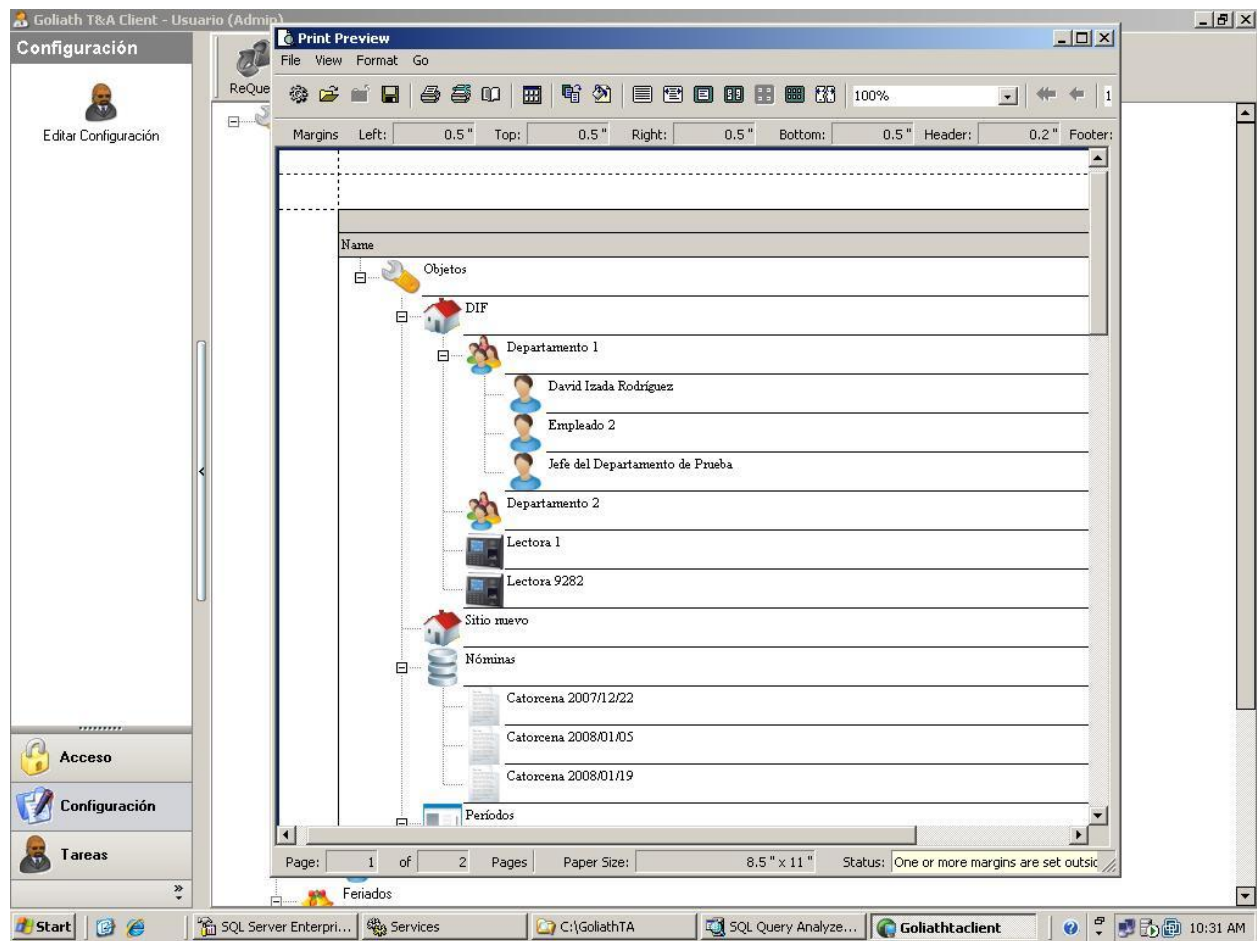 Goliath T&A Client - Usuario (Admin)
Configuración
Editar Configuración
ReQue
Print Preview
File View Format Go
100%
1
Margins Left: 0.5 " Top: 0.5 " Right: 0.5 " Bottom: 0.5 " Header: 0.2 " Footer:
Name
Objetos
DIF
Departamento 1
David Izada Rodríguez
Empleado 2
Jefe del Departamento de Prueba
Departamento 2
Lectora 1
Lectora 9282
Sitio nuevo
Nóminas
Catorcena 2007/12/22
Catorcena 2008/01/05
Catorcena 2008/01/19
Períodos
Page: 1 of 2 Pages Paper Size: 8.5 " x 11 " Status: One or more margins are set outsic
Feriados
Acceso
Configuración
Tareas
Start SQL Server Enterpri... Services C:\GoliathTA SQL Query Analyze... Goliathtaclient 10:31 AM